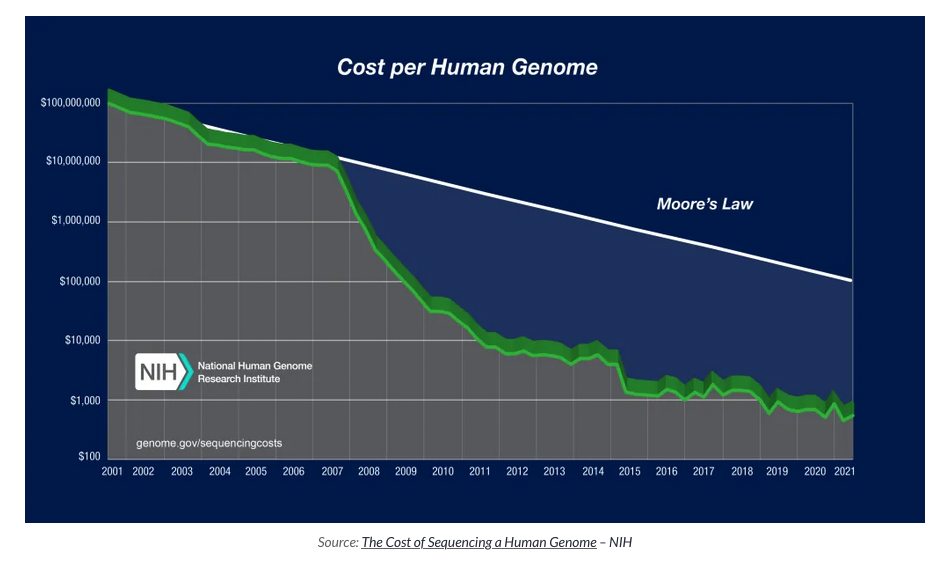 Cost per Human Genome
$100,000,000
$10,000,000
$1,000,000
$100,000
$10,000
$1,000
$100
Moore's Law
NIH
National Human Genome
Research Institute
genome.gov/sequencingcosts
2001 2002 2003 2004 2005 2006 2007 2008 2009 2010 2011 2012 2013 2014 2015 2016 2017 2018 2019 2020 2021
Source: The Cost of Sequencing a Human Genome – NIH